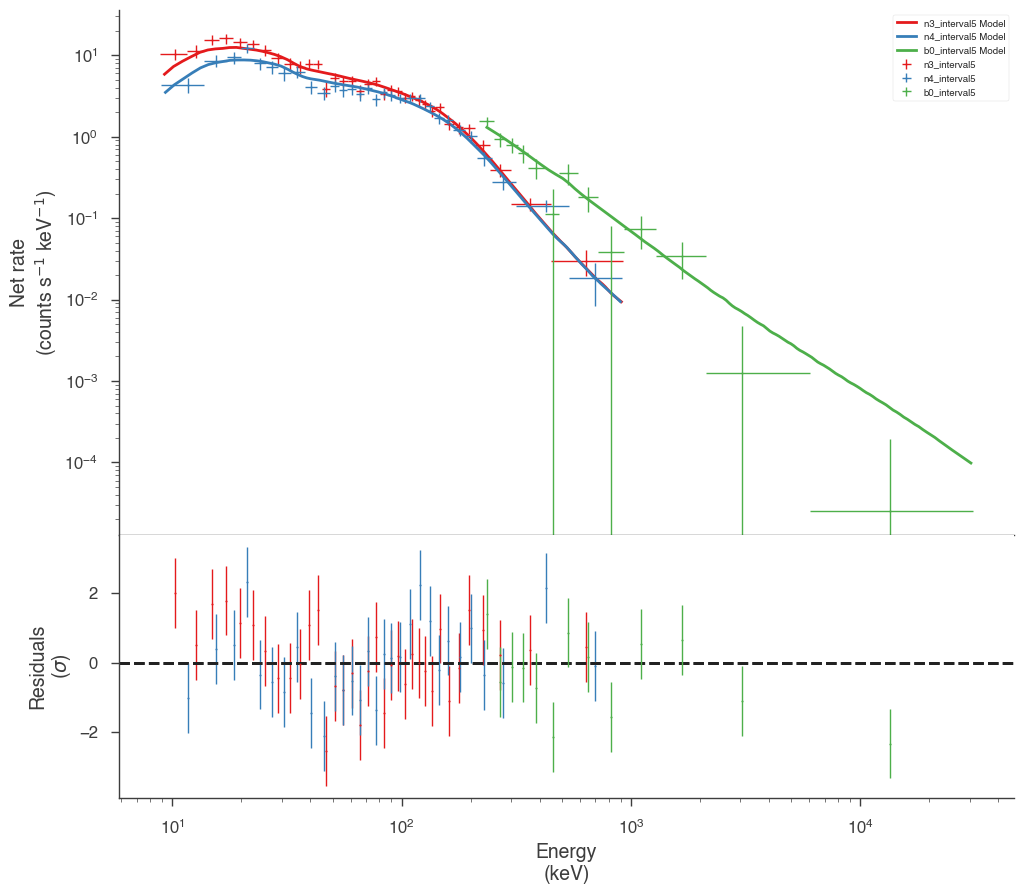 n3_interval5 Model
n4_interval5 Model
b0_interval5 Model
n3_interval5
n4_interval5
b0_interval5
Net rate
(counts s⁻¹ keV⁻¹)
10¹
10⁰
10⁻¹
10⁻²
10⁻³
10⁻⁴
Residuals
(σ)
2
0
−2
10¹ 10² 10³ 10⁴
Energy
(keV)